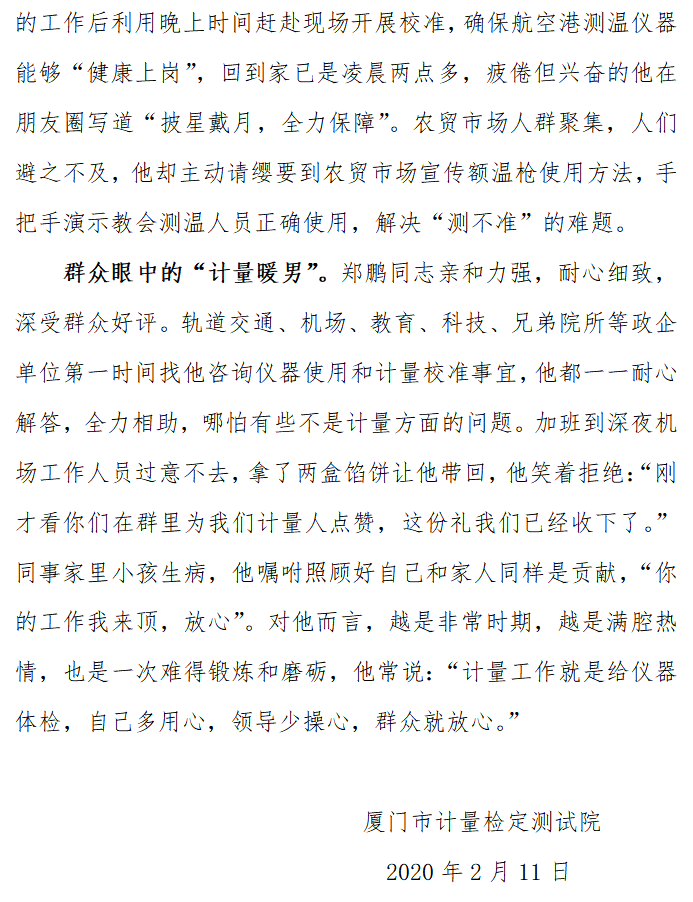 的工作后利用晚上时间赶赴现场开展校准，确保航空港测温仪器
能够“健康上岗”，回到家已是凌晨两点多，疲倦但兴奋的他在
朋友圈写道“披星戴月，全力保障”。农贸市场人群聚集，人们
避之不及，他却主动请缨要到农贸市场宣传额温枪使用方法，手
把手演示教会测温人员正确使用，解决“测不准”的难题。
群众眼中的“计量暖男”。郑鹏同志亲和力强，耐心细致，
深受群众好评。轨道交通、机场、教育、科技、兄弟院所等政企
单位第一时间找他咨询仪器使用和计量校准事宜，他都一一耐心
解答，全力相助，哪怕有些不是计量方面的问题。加班到深夜机
场工作人员过意不去，拿了两盒馅饼让他带回，他笑着拒绝：“刚
才看你们在群里为我们计量人点赞，这份礼我们已经收下了。”
同事家里小孩生病，他嘱咐照顾好自己和家人同样是贡献，“你
的工作我来顶，放心”。对他而言，越是非常时期，越是满腔热
情，也是一次难得锻炼和磨砺，他常说：“计量工作就是给仪器
体检，自己多用心，领导少操心，群众就放心。”
厦门市计量检定测试院
2020 年 2 月 11 日